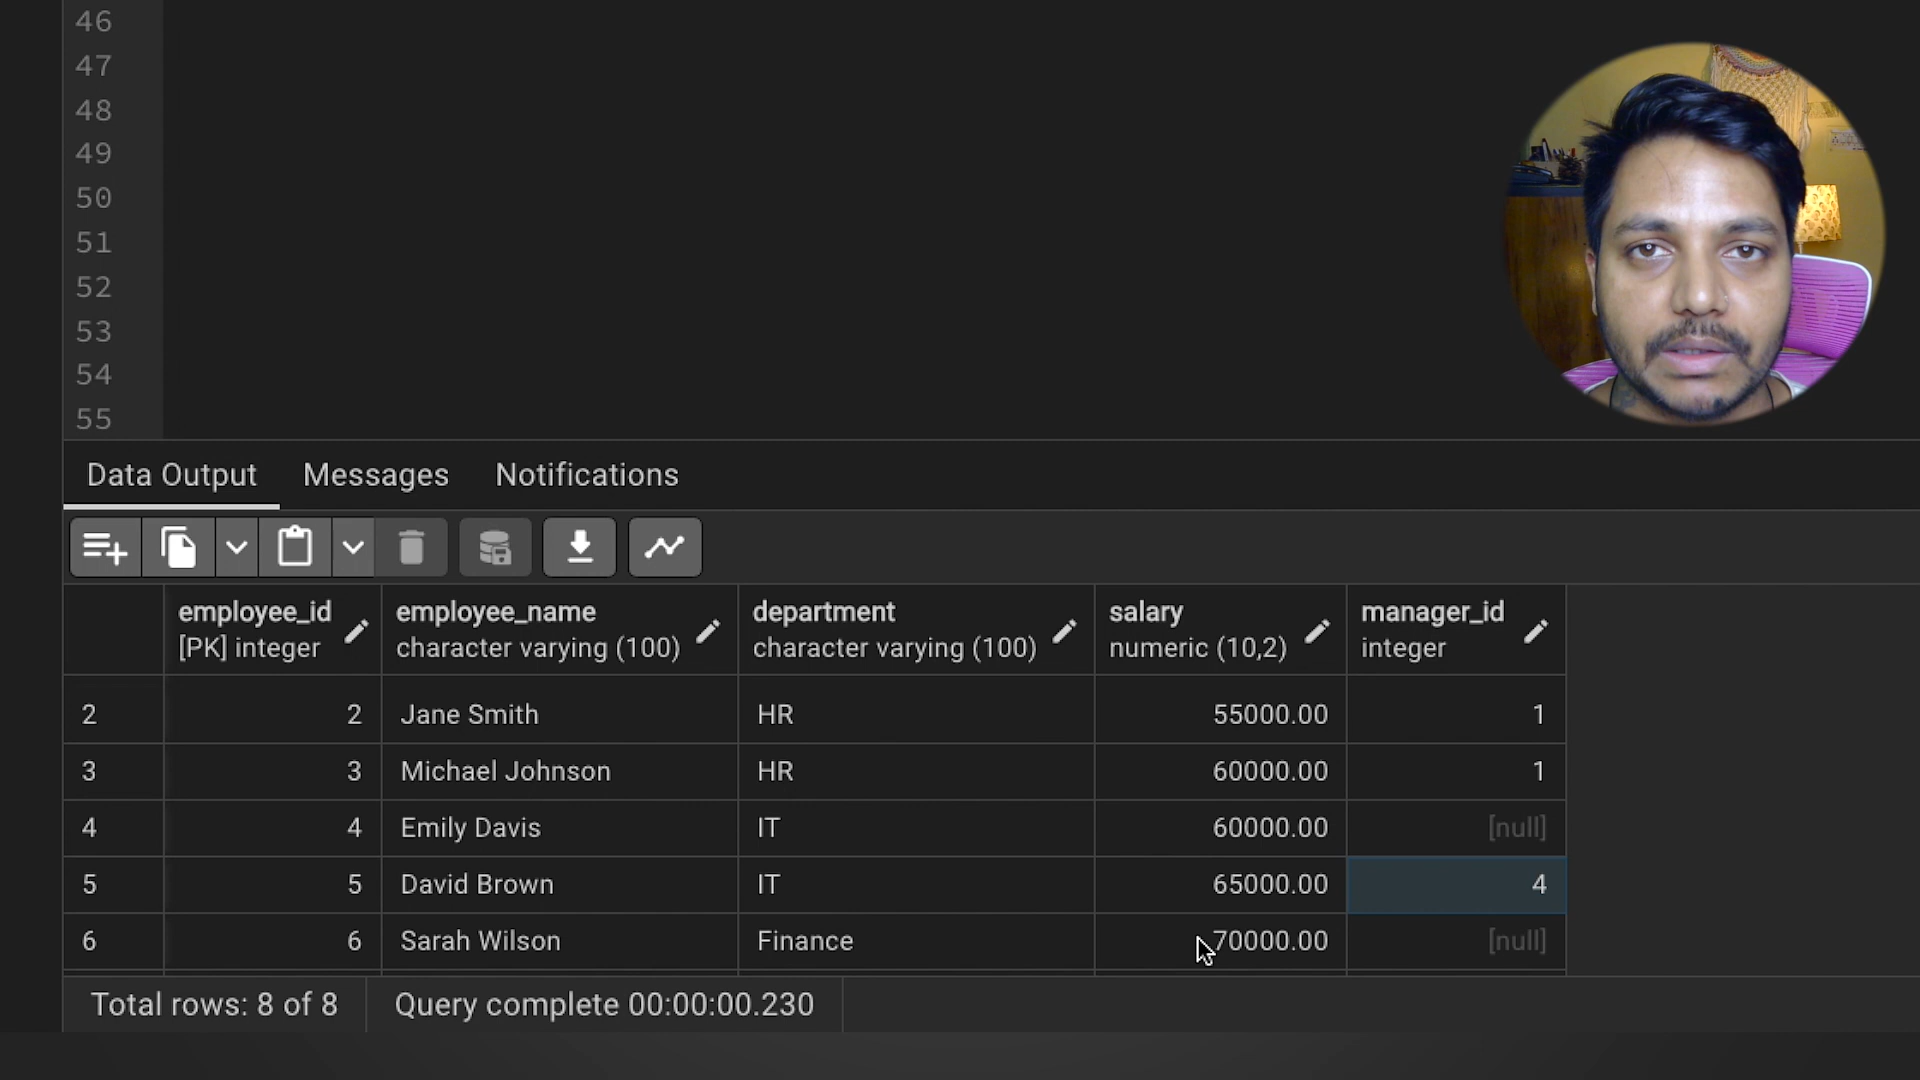 46
47
48
49
50
51
52
53
54
55
Data Output Messages Notifications
employee_id employee_name department salary manager_id
[PK] integer character varying (100) character varying (100) numeric (10,2) integer
2 2 Jane Smith HR 55000.00 1
3 3 Michael Johnson HR 60000.00 1
4 4 Emily Davis IT 60000.00 [null]
5 5 David Brown IT 65000.00 4
6 6 Sarah Wilson Finance 70000.00 [null]
Total rows: 8 of 8 Query complete 00:00:00.230